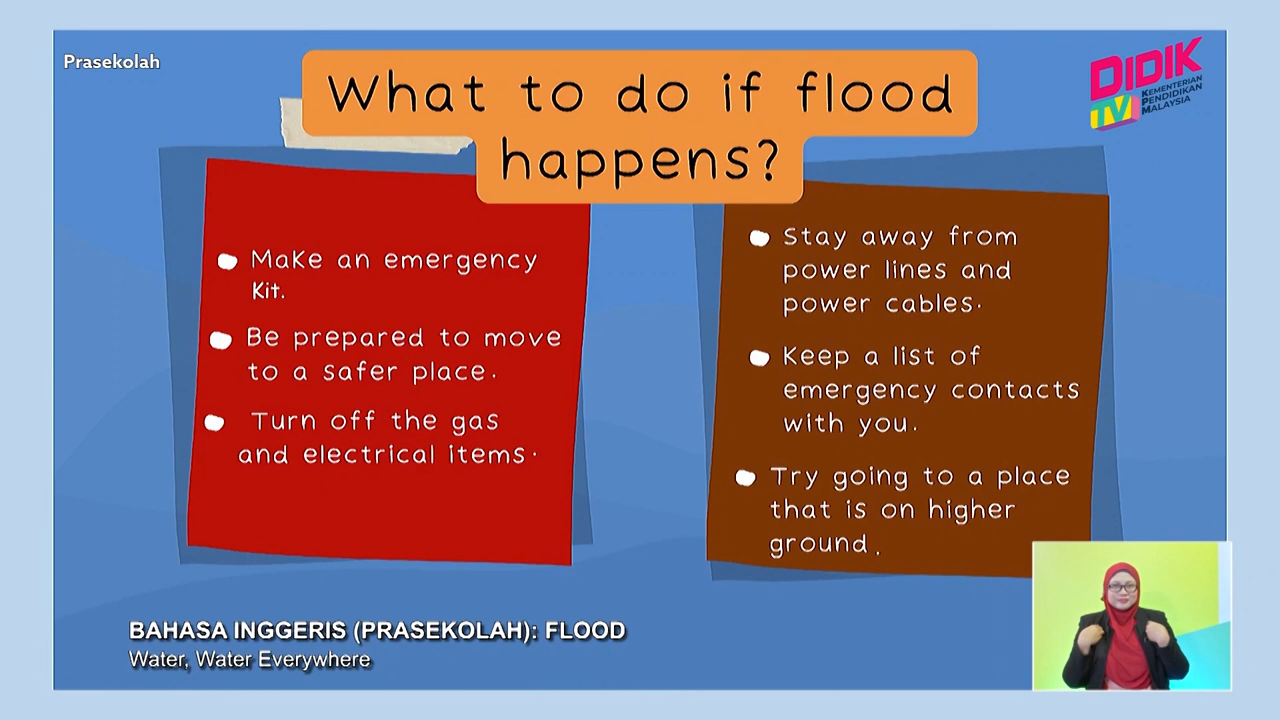 Prasekolah
What to do if flood
happens?
DIDIK
TV
KEMENTERIAN
PENDIDIKAN
MALAYSIA
Make an emergency
Kit.
Be prepared to move
to a safer place.
Turn off the gas
and electrical items.
Stay away from
power lines and
power cables.
Keep a list of
emergency contacts
with you.
Try going to a place
that is on higher
ground.
BAHASA INGGERIS (PRASEKOLAH): FLOOD
Water, Water Everywhere